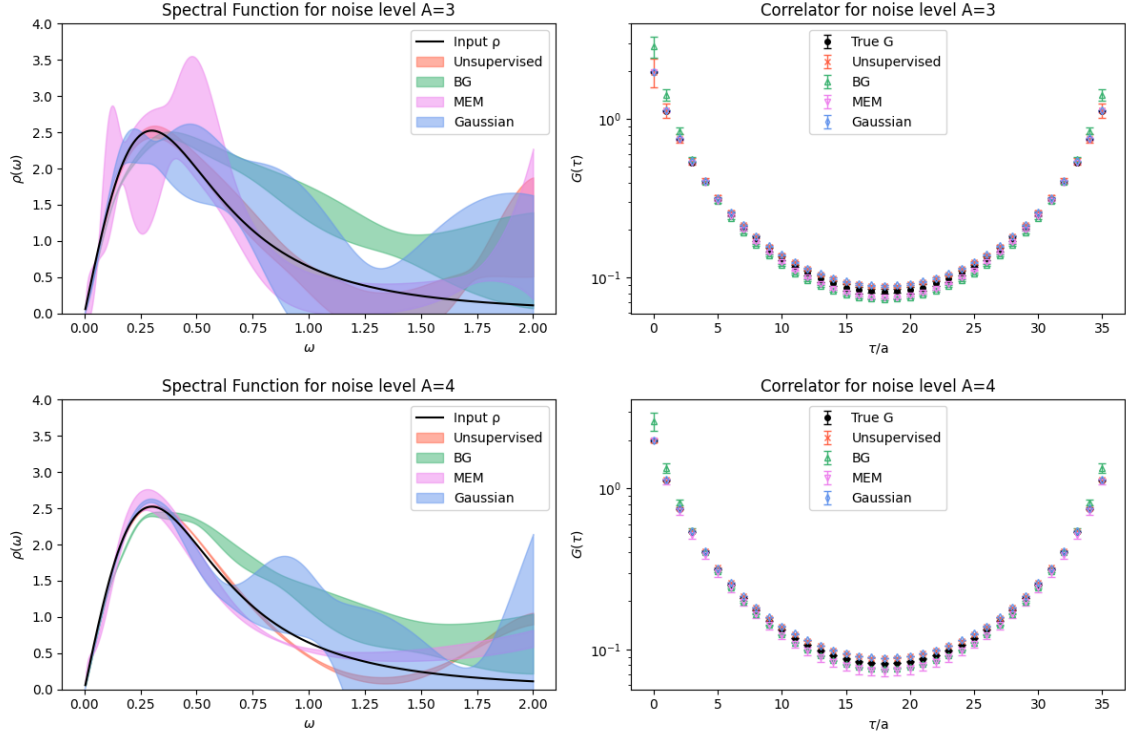 Spectral Function for noise level A=3
4.0
3.5
3.0
2.5
2.0
1.5
1.0
0.5
0.0
ρ(ω)
Input ρ
Unsupervised
BG
MEM
Gaussian
0.00 0.25 0.50 0.75 1.00 1.25 1.50 1.75 2.00
ω
Correlator for noise level A=3
10⁰
10⁻¹
G(τ)
True G
Unsupervised
BG
MEM
Gaussian
0 5 10 15 20 25 30 35
τ/a
Spectral Function for noise level A=4
4.0
3.5
3.0
2.5
2.0
1.5
1.0
0.5
0.0
ρ(ω)
Input ρ
Unsupervised
BG
MEM
Gaussian
0.00 0.25 0.50 0.75 1.00 1.25 1.50 1.75 2.00
ω
Correlator for noise level A=4
10⁰
10⁻¹
G(τ)
True G
Unsupervised
BG
MEM
Gaussian
0 5 10 15 20 25 30 35
τ/a